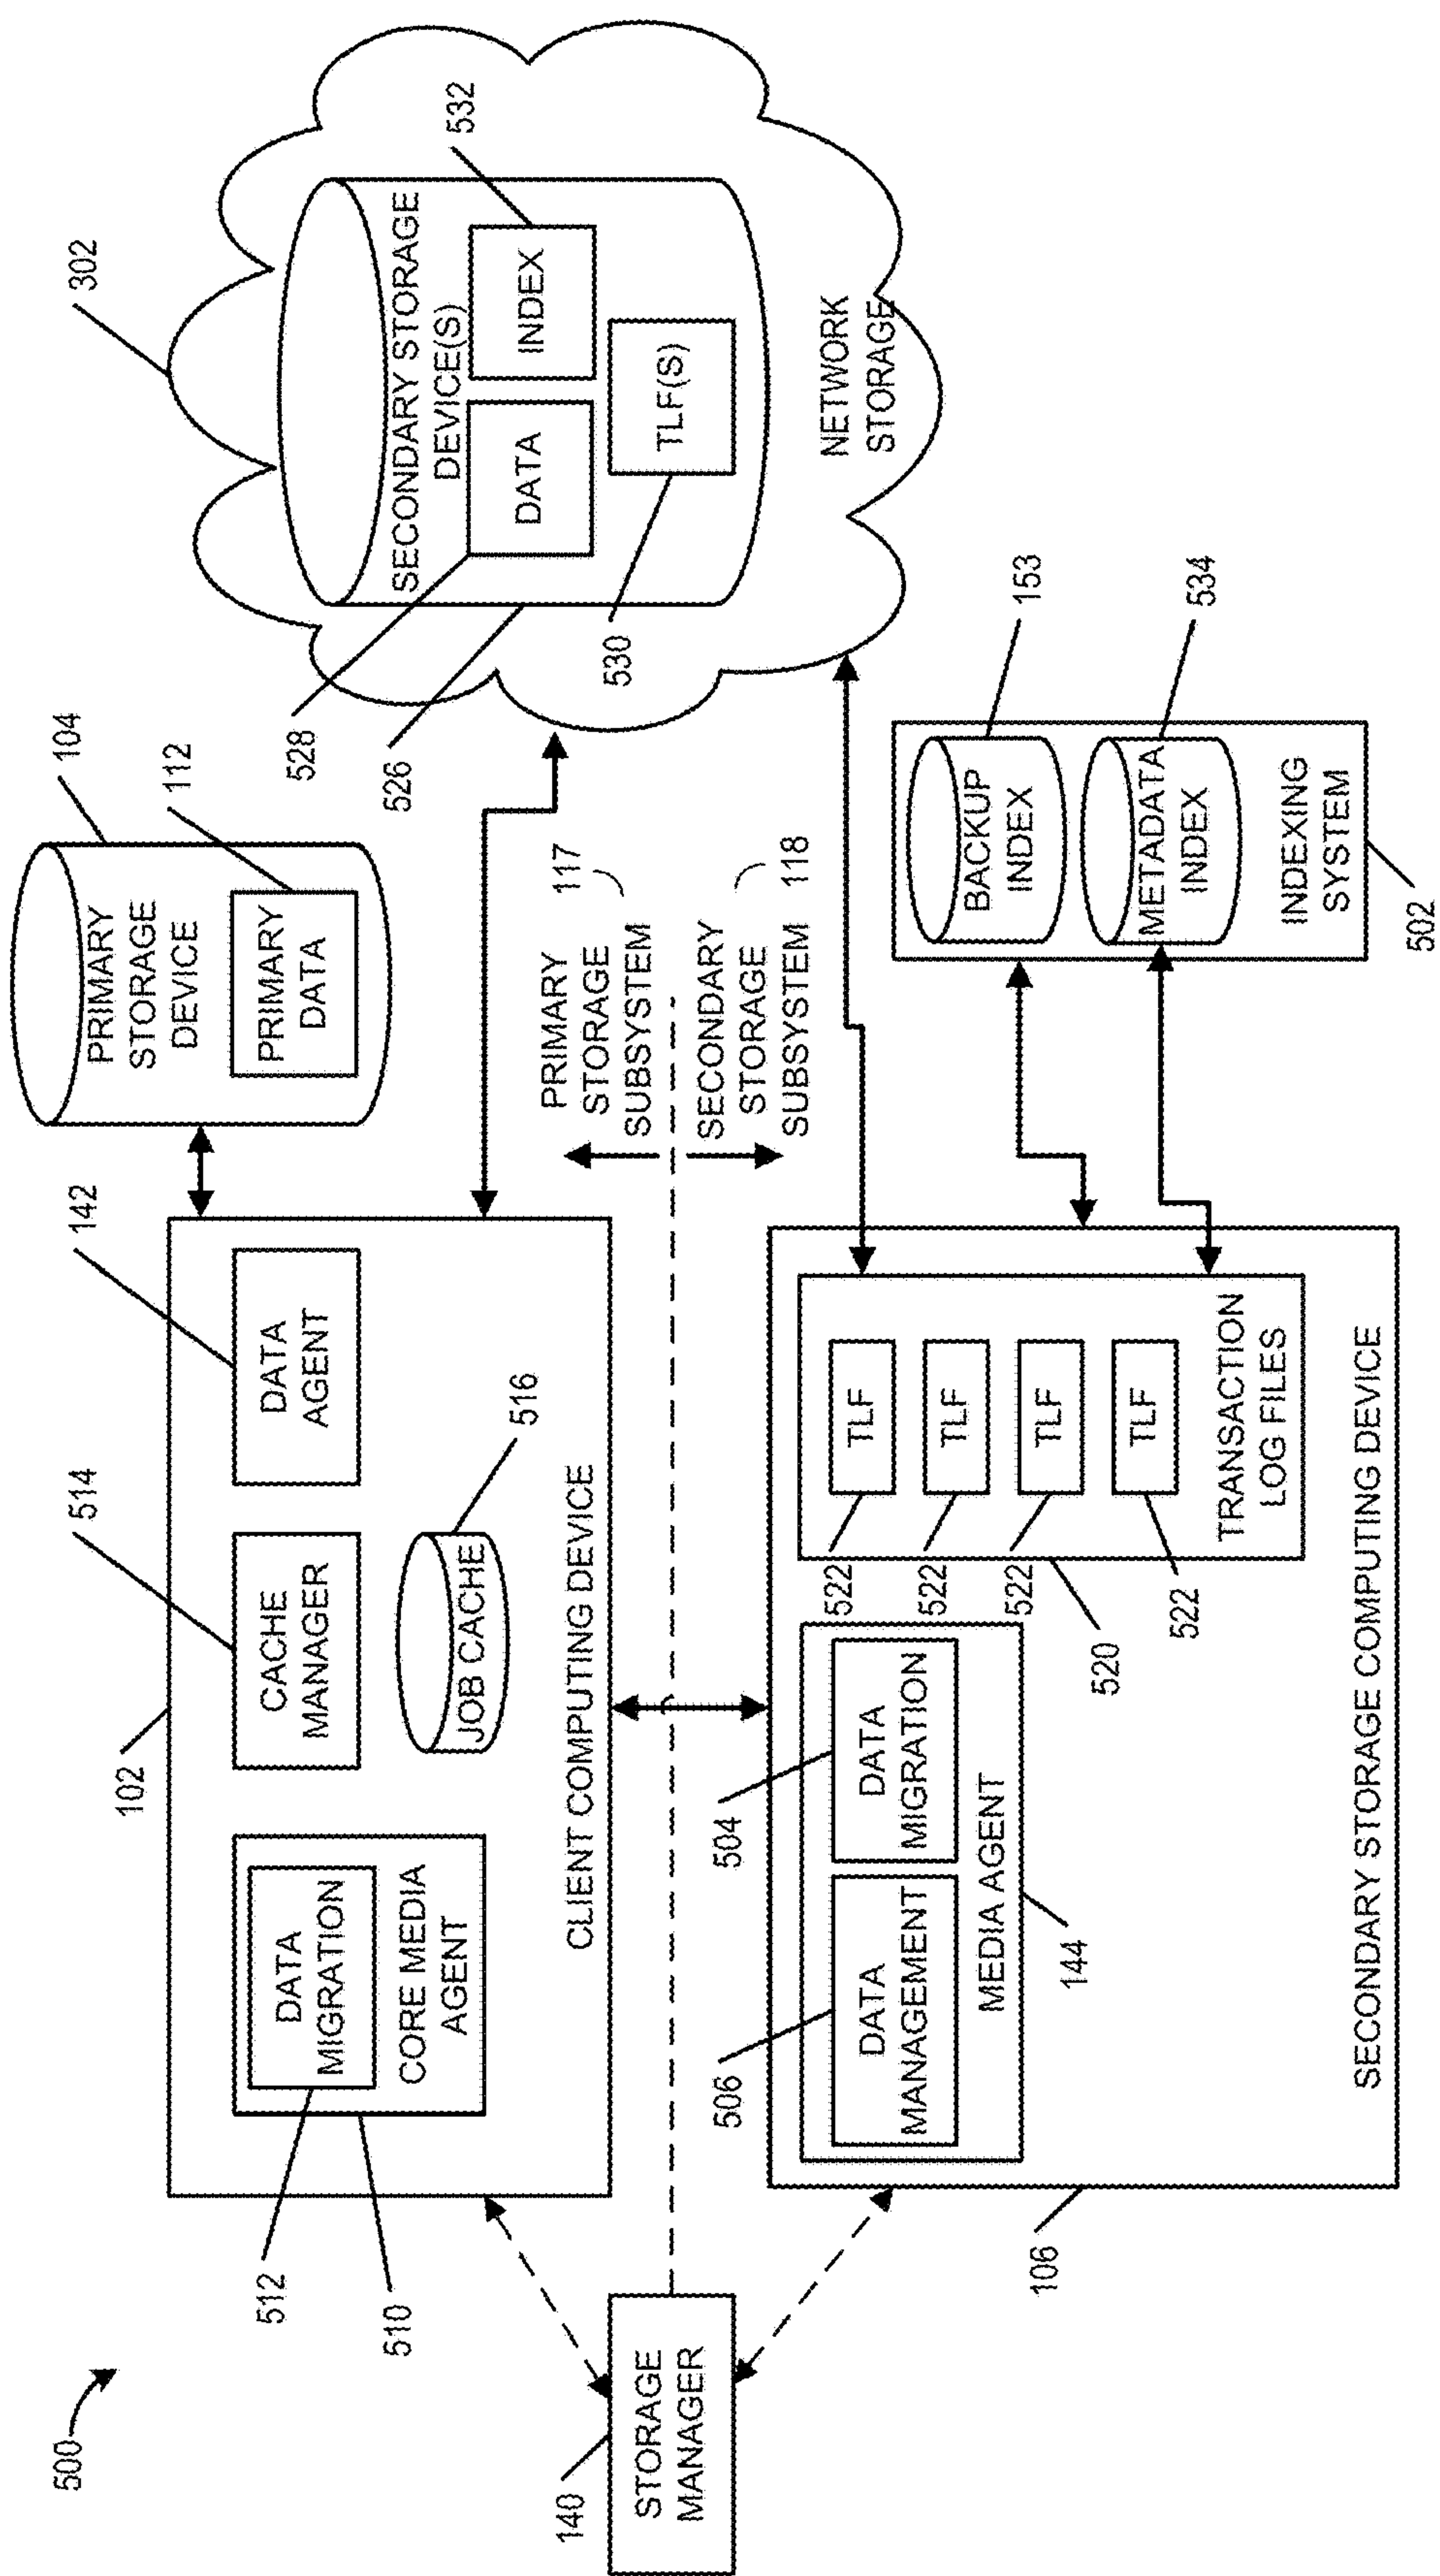 500
102
514
142
104
112
302
532
PRIMARY
STORAGE
DEVICE
PRIMARY
DATA
DATA
MIGRATION
CORE MEDIA
AGENT
CACHE
MANAGER
JOB CACHE
516
DATA
AGENT
CLIENT COMPUTING DEVICE
512
510
SECONDARY STORAGE
DEVICE(S)
DATA
INDEX
TLF(S)
NETWORK
STORAGE
528
526
530
PRIMARY
STORAGE
SUBSYSTEM
117
SECONDARY
STORAGE
SUBSYSTEM
118
STORAGE
MANAGER
140
506
504
DATA
MANAGEMENT
DATA
MIGRATION
MEDIA AGENT
144
522
522
522
522
520
TLF
TLF
TLF
TLF
TRANSACTION
LOG FILES
SECONDARY STORAGE COMPUTING DEVICE
106
BACKUP
INDEX
153
METADATA
INDEX
534
INDEXING
SYSTEM
502